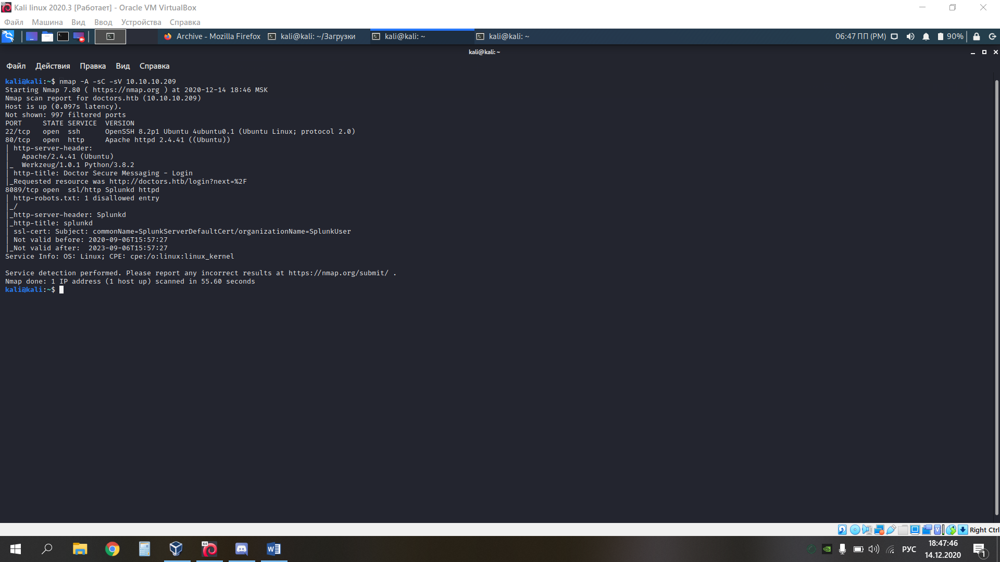 Kali linux 2020.3 [Работает] - Oracle VM VirtualBox
Файл Машина Вид Ввод Устройства Справка
Archive - Mozilla Firefox kali@kali: ~/Загрузки kali@kali: ~ kali@kali: ~ 06:47 ПП (PM) 90%
kali@kali: ~
Файл Действия Правка Вид Справка
kali@kali:~$ nmap -A -sC -sV 10.10.10.209
Starting Nmap 7.80 ( https://nmap.org ) at 2020-12-14 18:46 MSK
Nmap scan report for doctors.htb (10.10.10.209)
Host is up (0.097s latency).
Not shown: 997 filtered ports
PORT     STATE SERVICE  VERSION
22/tcp   open  ssh      OpenSSH 8.2p1 Ubuntu 4ubuntu0.1 (Ubuntu Linux; protocol 2.0)
80/tcp   open  http     Apache httpd 2.4.41 ((Ubuntu))
| http-server-header:
|   Apache/2.4.41 (Ubuntu)
|_  Werkzeug/1.0.1 Python/3.8.2
| http-title: Doctor Secure Messaging - Login
|_Requested resource was http://doctors.htb/login?next=%2F
8089/tcp open  ssl/http Splunkd httpd
| http-robots.txt: 1 disallowed entry
|_/
|_http-server-header: Splunkd
|_http-title: splunkd
| ssl-cert: Subject: commonName=SplunkServerDefaultCert/organizationName=SplunkUser
| Not valid before: 2020-09-06T15:57:27
|_Not valid after:  2023-09-06T15:57:27
Service Info: OS: Linux; CPE: cpe:/o:linux:linux_kernel
Service detection performed. Please report any incorrect results at https://nmap.org/submit/ .
Nmap done: 1 IP address (1 host up) scanned in 55.60 seconds
kali@kali:~$
Right Ctrl
64
РУС
18:47:46
14.12.2020
1